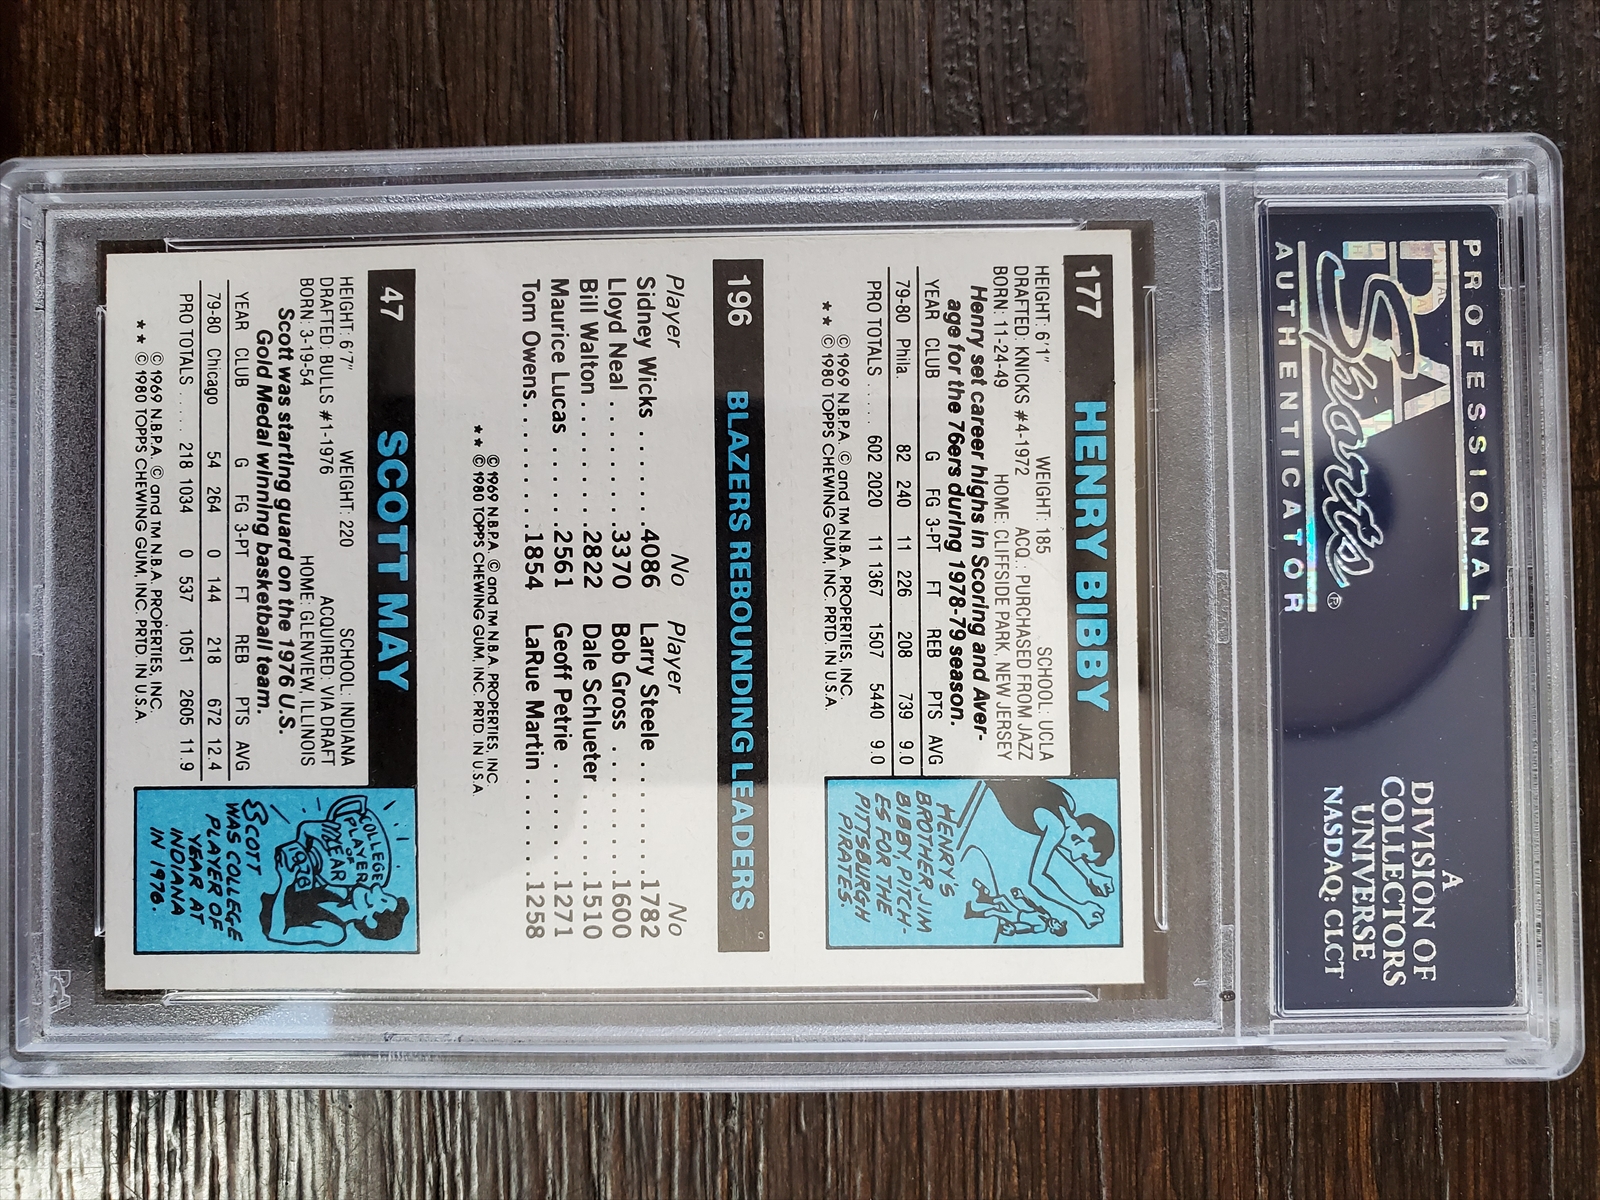 PROFESSIONAL
PSA
Sports®
AUTHENTICATOR
A
DIVISION OF
COLLECTORS
UNIVERSE
NASDAQ: CLCT
177 HENRY BIBBY
HEIGHT: 6'1" WEIGHT: 185 SCHOOL: UCLA
DRAFTED: KNICKS #4-1972 ACQ.: PURCHASED FROM JAZZ
BORN: 11-24-49 HOME: CLIFFSIDE PARK, NEW JERSEY
Henry set career highs in Scoring and Aver-
age for the 76ers during 1978-79 season.
YEAR CLUB G FG 3-PT FT REB PTS AVG
79-80 Phila. 82 240 11 226 208 739 9.0
PRO TOTALS ..... 602 2020 11 1367 1507 5440 9.0
© 1969 N.B.P.A. © and TM N.B.A. PROPERTIES, INC.
★★ © 1980 TOPPS CHEWING GUM, INC. PRTD. IN U.S.A.
HENRY'S
BROTHER, JIM
BIBBY, PITCH-
ES FOR THE
PITTSBURGH
PIRATES.
196 BLAZERS REBOUNDING LEADERS
Player No Player No
Sidney Wicks ......4086 Larry Steele ........1782
Lloyd Neal ........3370 Bob Gross ........1600
Bill Walton ........2822 Dale Schlueter .....1510
Maurice Lucas .....2561 Geoff Petrie ........1271
Tom Owens.........1854 LaRue Martin ......1258
© 1969 N.B.P.A. © and TM N.B.A. PROPERTIES, INC.
★★ © 1980 TOPPS CHEWING GUM, INC. PRTD. IN U.S.A.
47 SCOTT MAY
HEIGHT: 6'7" WEIGHT: 220 SCHOOL: INDIANA
DRAFTED: BULLS #1-1976 ACQUIRED: VIA DRAFT
BORN: 3-19-54 HOME: GLENVIEW, ILLINOIS
Scott was starting guard on the 1976 U.S.
Gold Medal winning basketball team.
YEAR CLUB G FG 3-PT FT REB PTS AVG
79-80 Chicago 54 264 0 144 218 672 12.4
PRO TOTALS ..... 218 1034 0 537 1051 2605 11.9
© 1969 N.B.P.A. © and TM N.B.A. PROPERTIES, INC.
★★ © 1980 TOPPS CHEWING GUM, INC. PRTD. IN U.S.A.
COLLEGE
PLAYER
OF
YEAR
1976
SCOTT
WAS COLLEGE
PLAYER OF
YEAR AT
INDIANA
IN 1976.
PSA